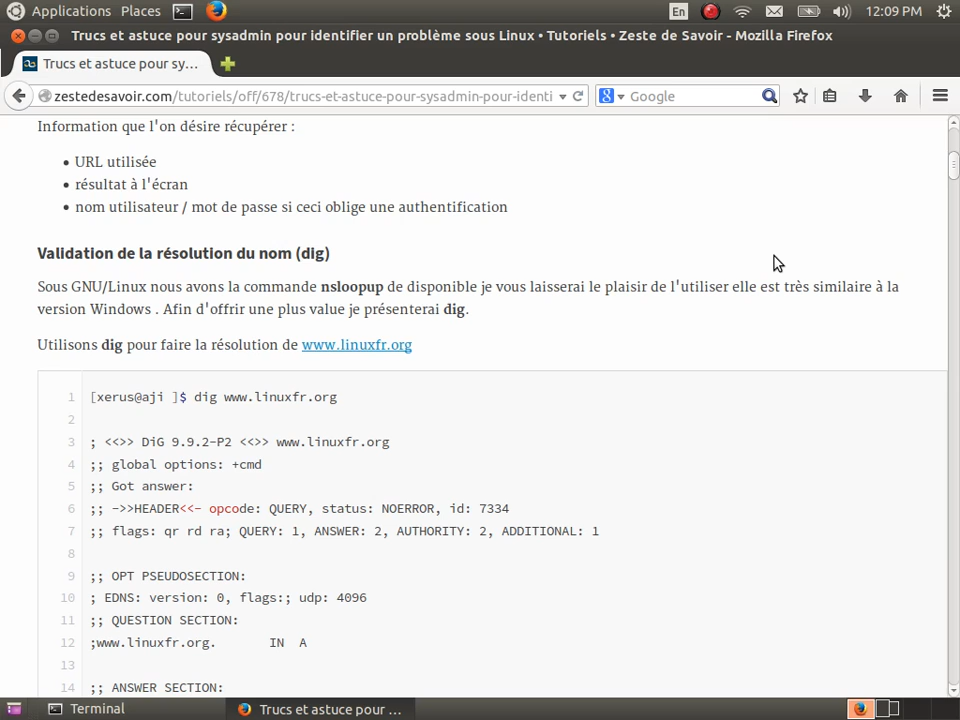 Applications Places En 12:09 PM
Trucs et astuce pour sysadmin pour identifier un problème sous Linux • Tutoriels • Zeste de Savoir - Mozilla Firefox
Trucs et astuce pour sy...
zestedesavoir.com/tutoriels/off/678/trucs-et-astuce-pour-sysadmin-pour-identi Google
Information que l'on désire récupérer :
• URL utilisée
• résultat à l'écran
• nom utilisateur / mot de passe si ceci oblige une authentification
Validation de la résolution du nom (dig)
Sous GNU/Linux nous avons la commande nsloopup de disponible je vous laisserai le plaisir de l'utiliser elle est très similaire à la
version Windows . Afin d'offrir une plus value je présenterai dig.
Utilisons dig pour faire la résolution de www.linuxfr.org
1 [xerus@aji ]$ dig www.linuxfr.org
2
3 ; <<>> DiG 9.9.2-P2 <<>> www.linuxfr.org
4 ;; global options: +cmd
5 ;; Got answer:
6 ;; ->>HEADER<<- opcode: QUERY, status: NOERROR, id: 7334
7 ;; flags: qr rd ra; QUERY: 1, ANSWER: 2, AUTHORITY: 2, ADDITIONAL: 1
8
9 ;; OPT PSEUDOSECTION:
10 ; EDNS: version: 0, flags:; udp: 4096
11 ;; QUESTION SECTION:
12 ;www.linuxfr.org. IN A
13
14 ;; ANSWER SECTION:
Terminal Trucs et astuce pour ...